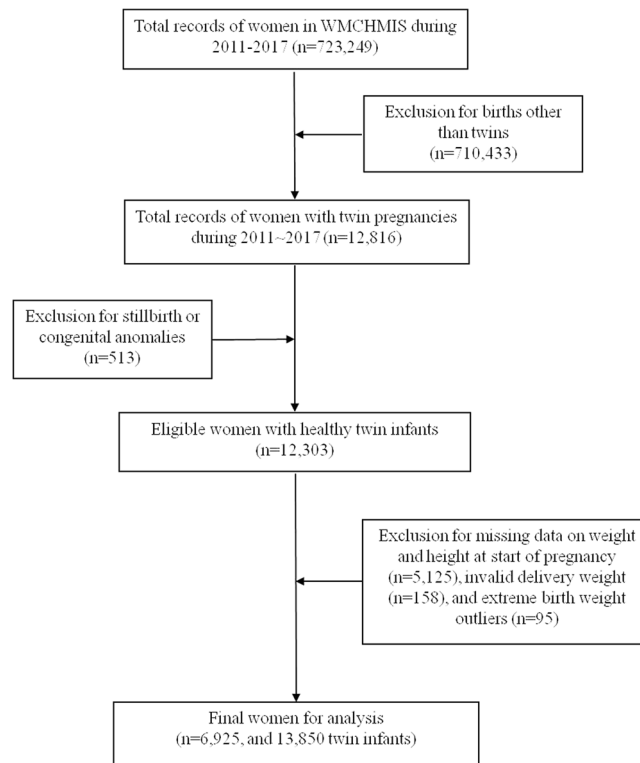 Total records of women in WMCHMIS during
2011-2017 (n=723,249)
Exclusion for births other
than twins
(n=710,433)
Total records of women with twin pregnancies
during 2011~2017 (n=12,816)
Exclusion for stillbirth or
congenital anomalies
(n=513)
Eligible women with healthy twin infants
(n=12,303)
Exclusion for missing data on weight
and height at start of pregnancy
(n=5,125), invalid delivery weight
(n=158), and extreme birth weight
outliers (n=95)
Final women for analysis
(n=6,925, and 13,850 twin infants)